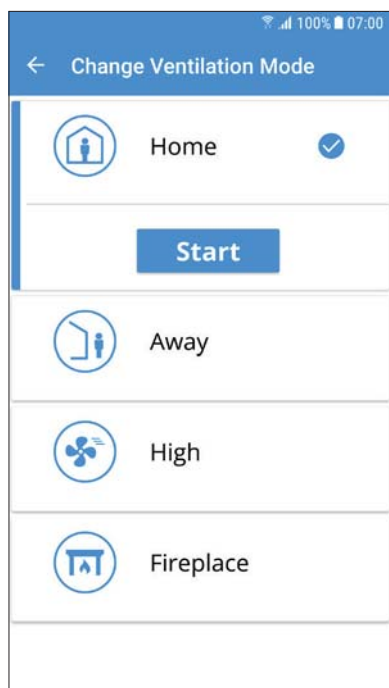 100% 07:00
Change Ventilation Mode
Home
Start
Away
High
Fireplace